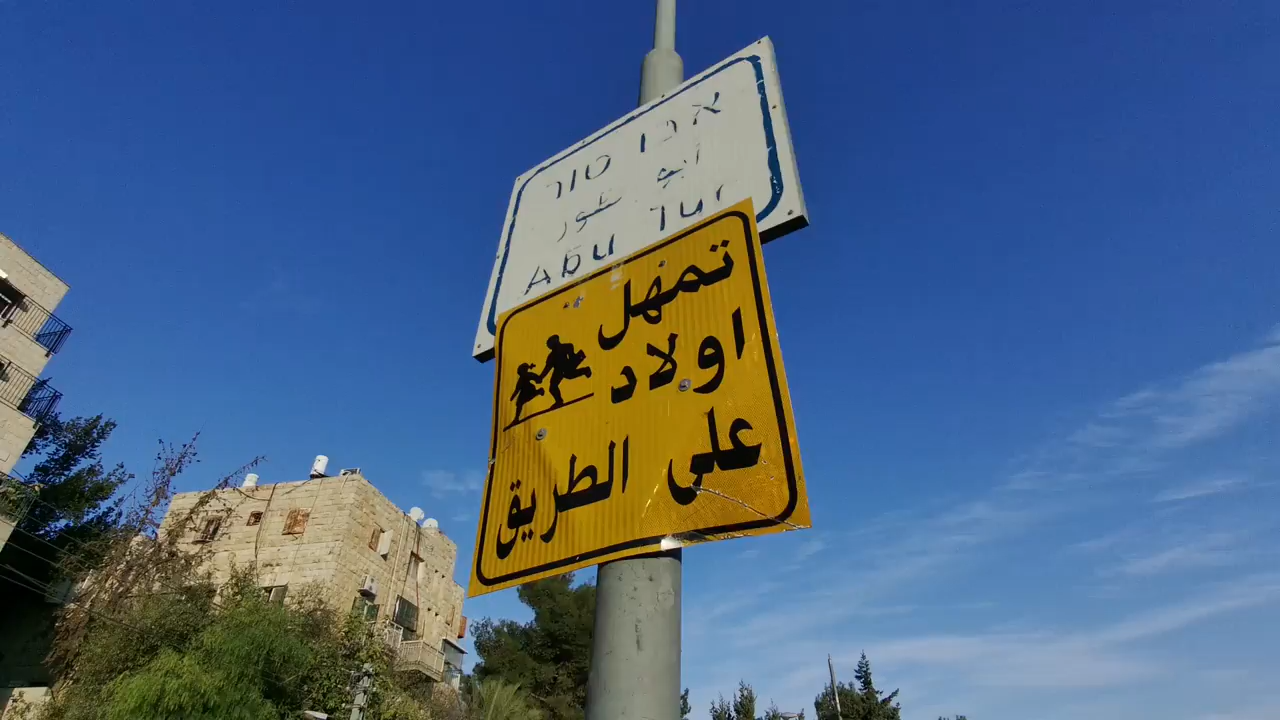 אבו טור
أبو طور
Abu Tur
تمهل
اولاد
على الطريق